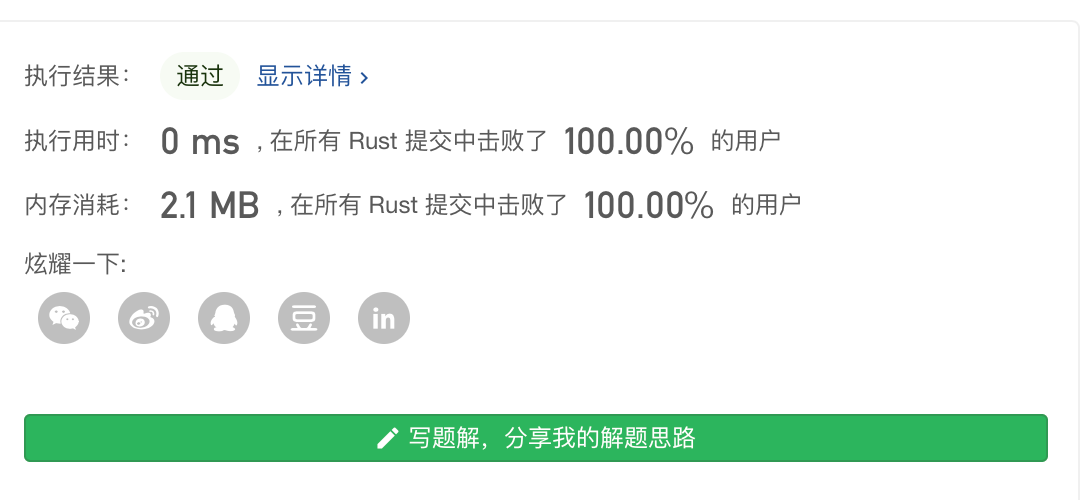 执行结果： 通过 显示详情 ›
执行用时： 0 ms , 在所有 Rust 提交中击败了 100.00% 的用户
内存消耗： 2.1 MB , 在所有 Rust 提交中击败了 100.00% 的用户
炫耀一下:
豆 in
写题解，分享我的解题思路